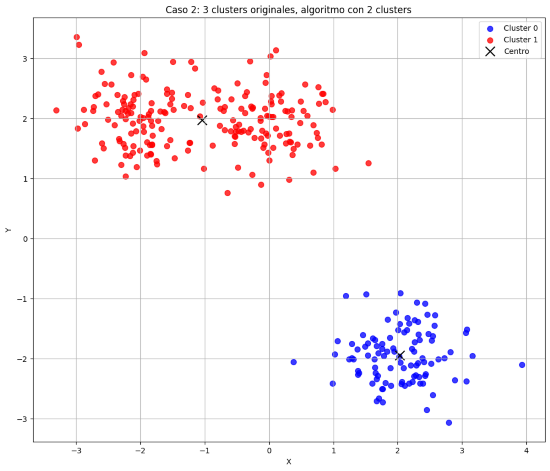 Caso 2: 3 clusters originales, algoritmo con 2 clusters
Cluster 0
Cluster 1
Centro
3
2
1
0
−1
−2
−3
Y
−3
−2
−1
0
1
2
3
4
X